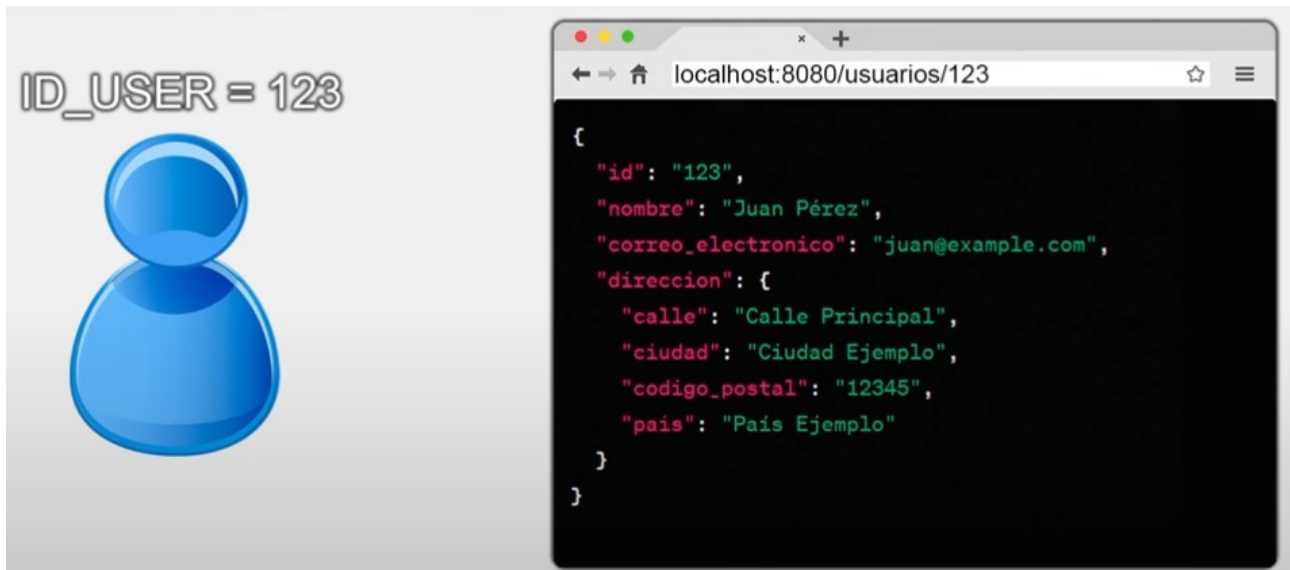 ID_USER = 123
localhost:8080/usuarios/123
{
"id": "123",
"nombre": "Juan Pérez",
"correo_electronico": "juan@example.com",
"direccion": {
"calle": "Calle Principal",
"ciudad": "Ciudad Ejemplo",
"codigo_postal": "12345",
"pais": "País Ejemplo"
}
}